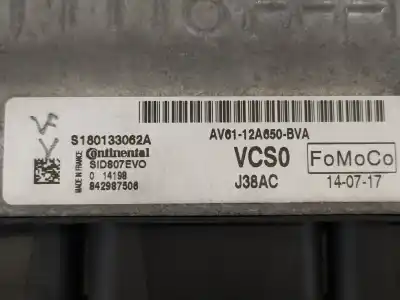 S180133062A
Continental
SID807EVO
MADE IN FRANCE
0 14198
942987506
AV61-12A650-BVA
VCS0
FoMoCo
J38AC
14-07-17